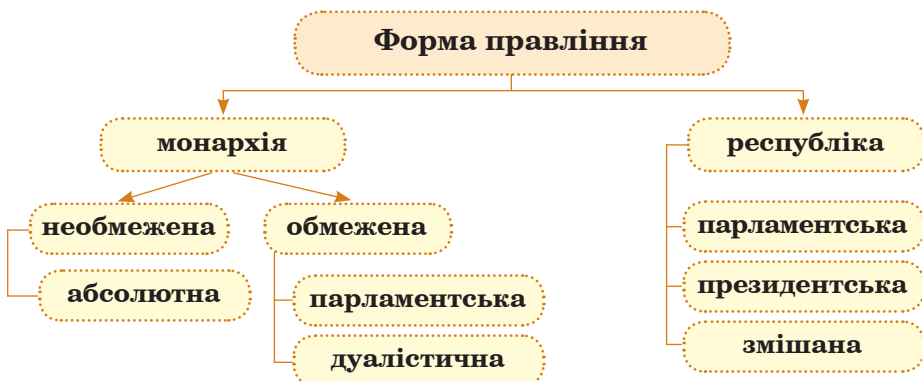 Форма правління
монархія
республіка
необмежена
обмежена
абсолютна
парламентська
дуалістична
парламентська
президентська
змішана